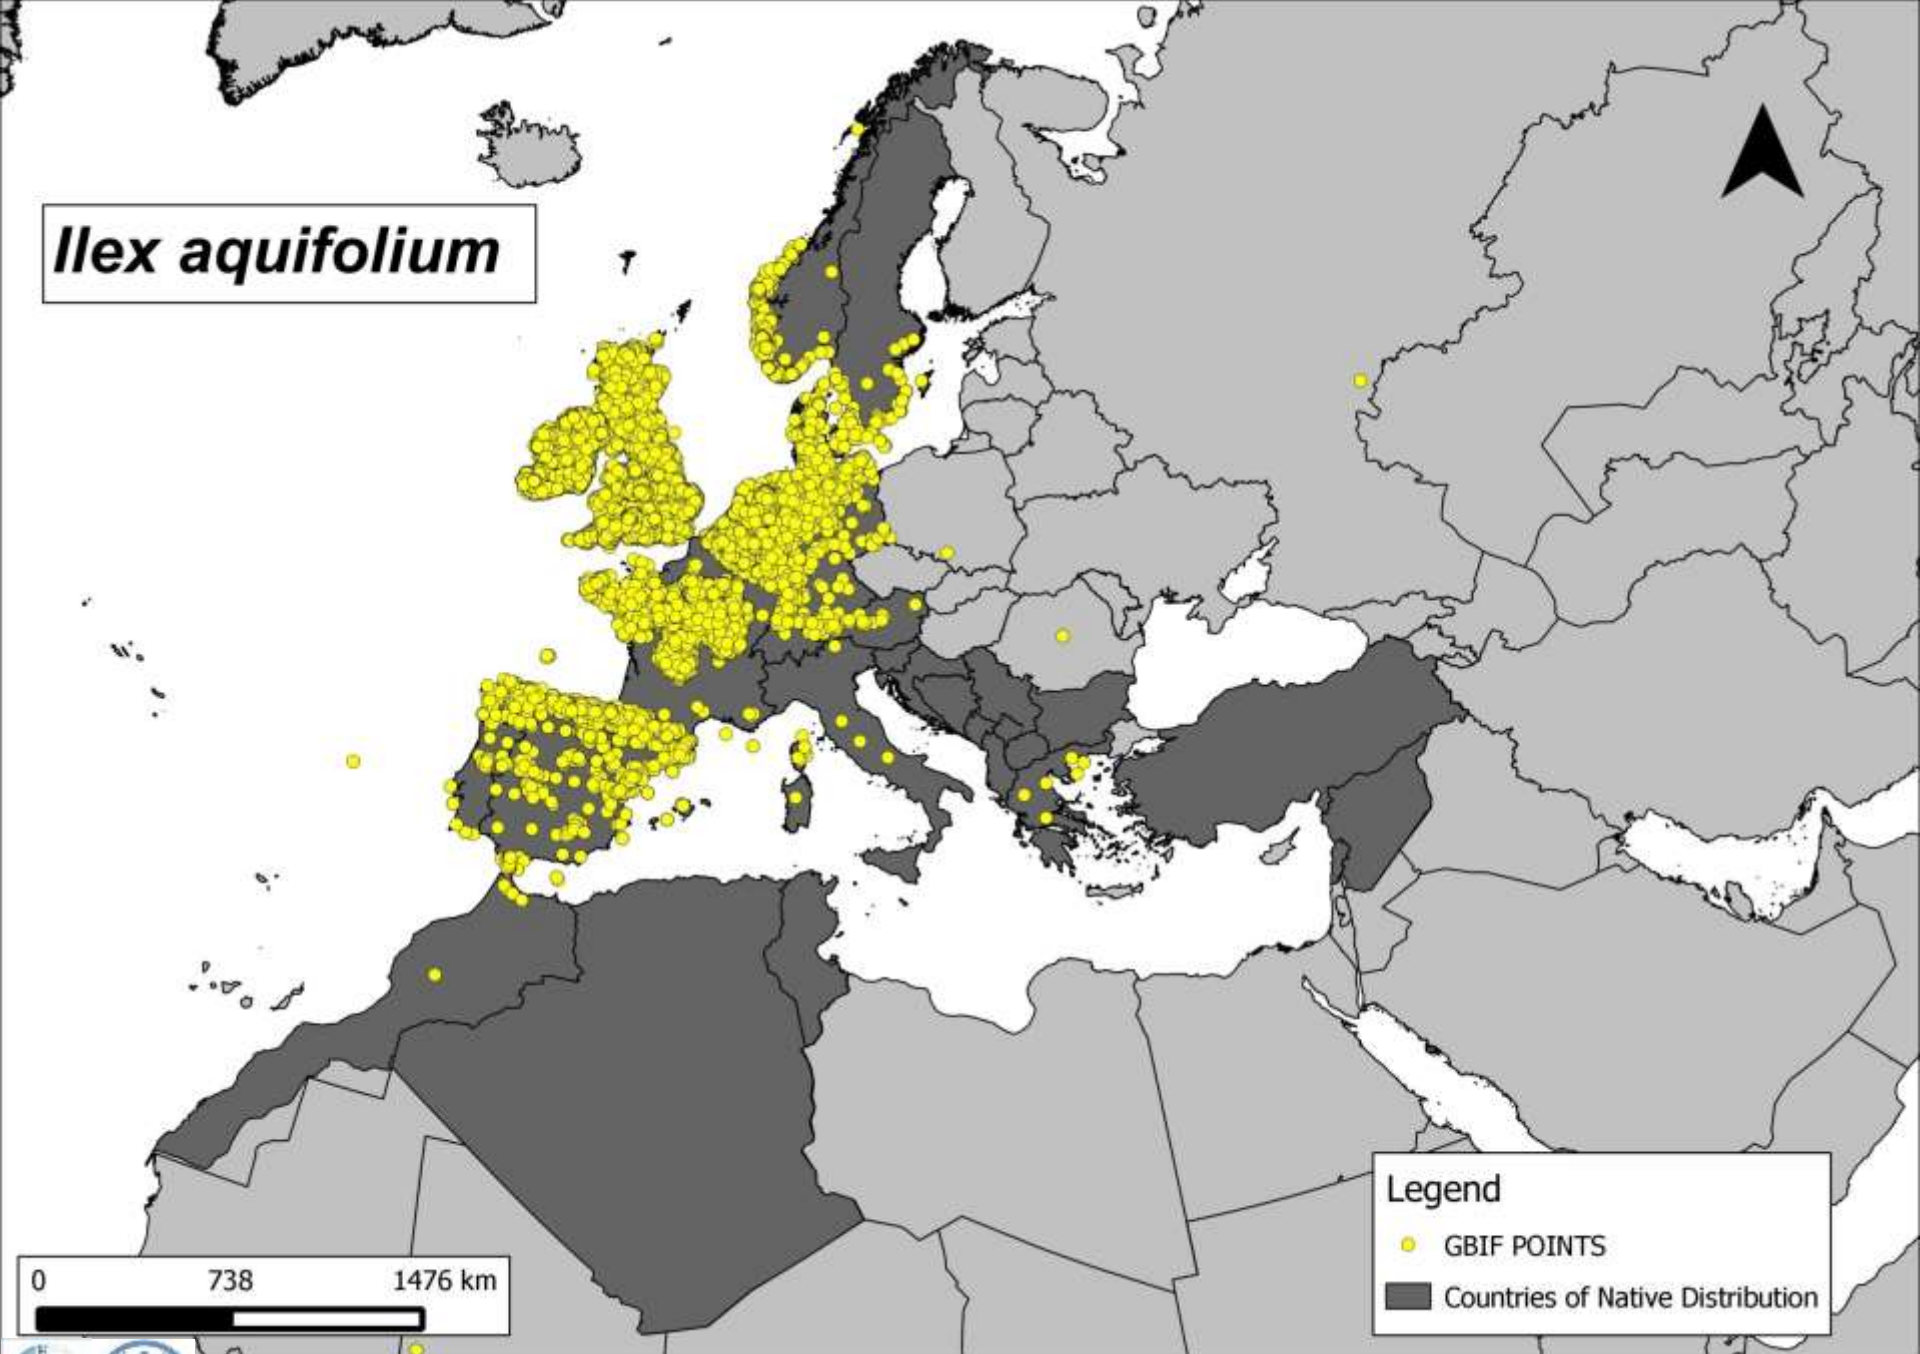 Ilex aquifolium
Legend
GBIF POINTS
Countries of Native Distribution
0 738 1476 km